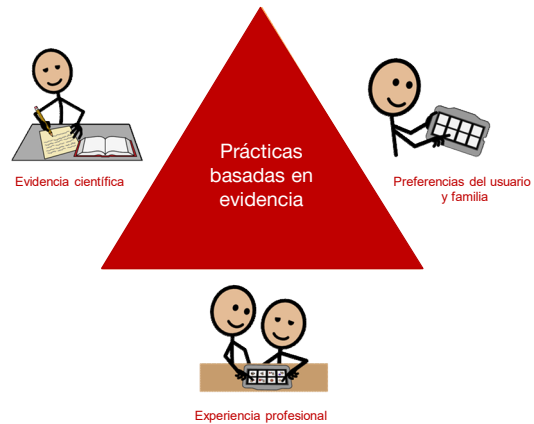 Prácticas
basadas en
evidencia
Evidencia científica
Preferencias del usuario
y familia
Experiencia profesional